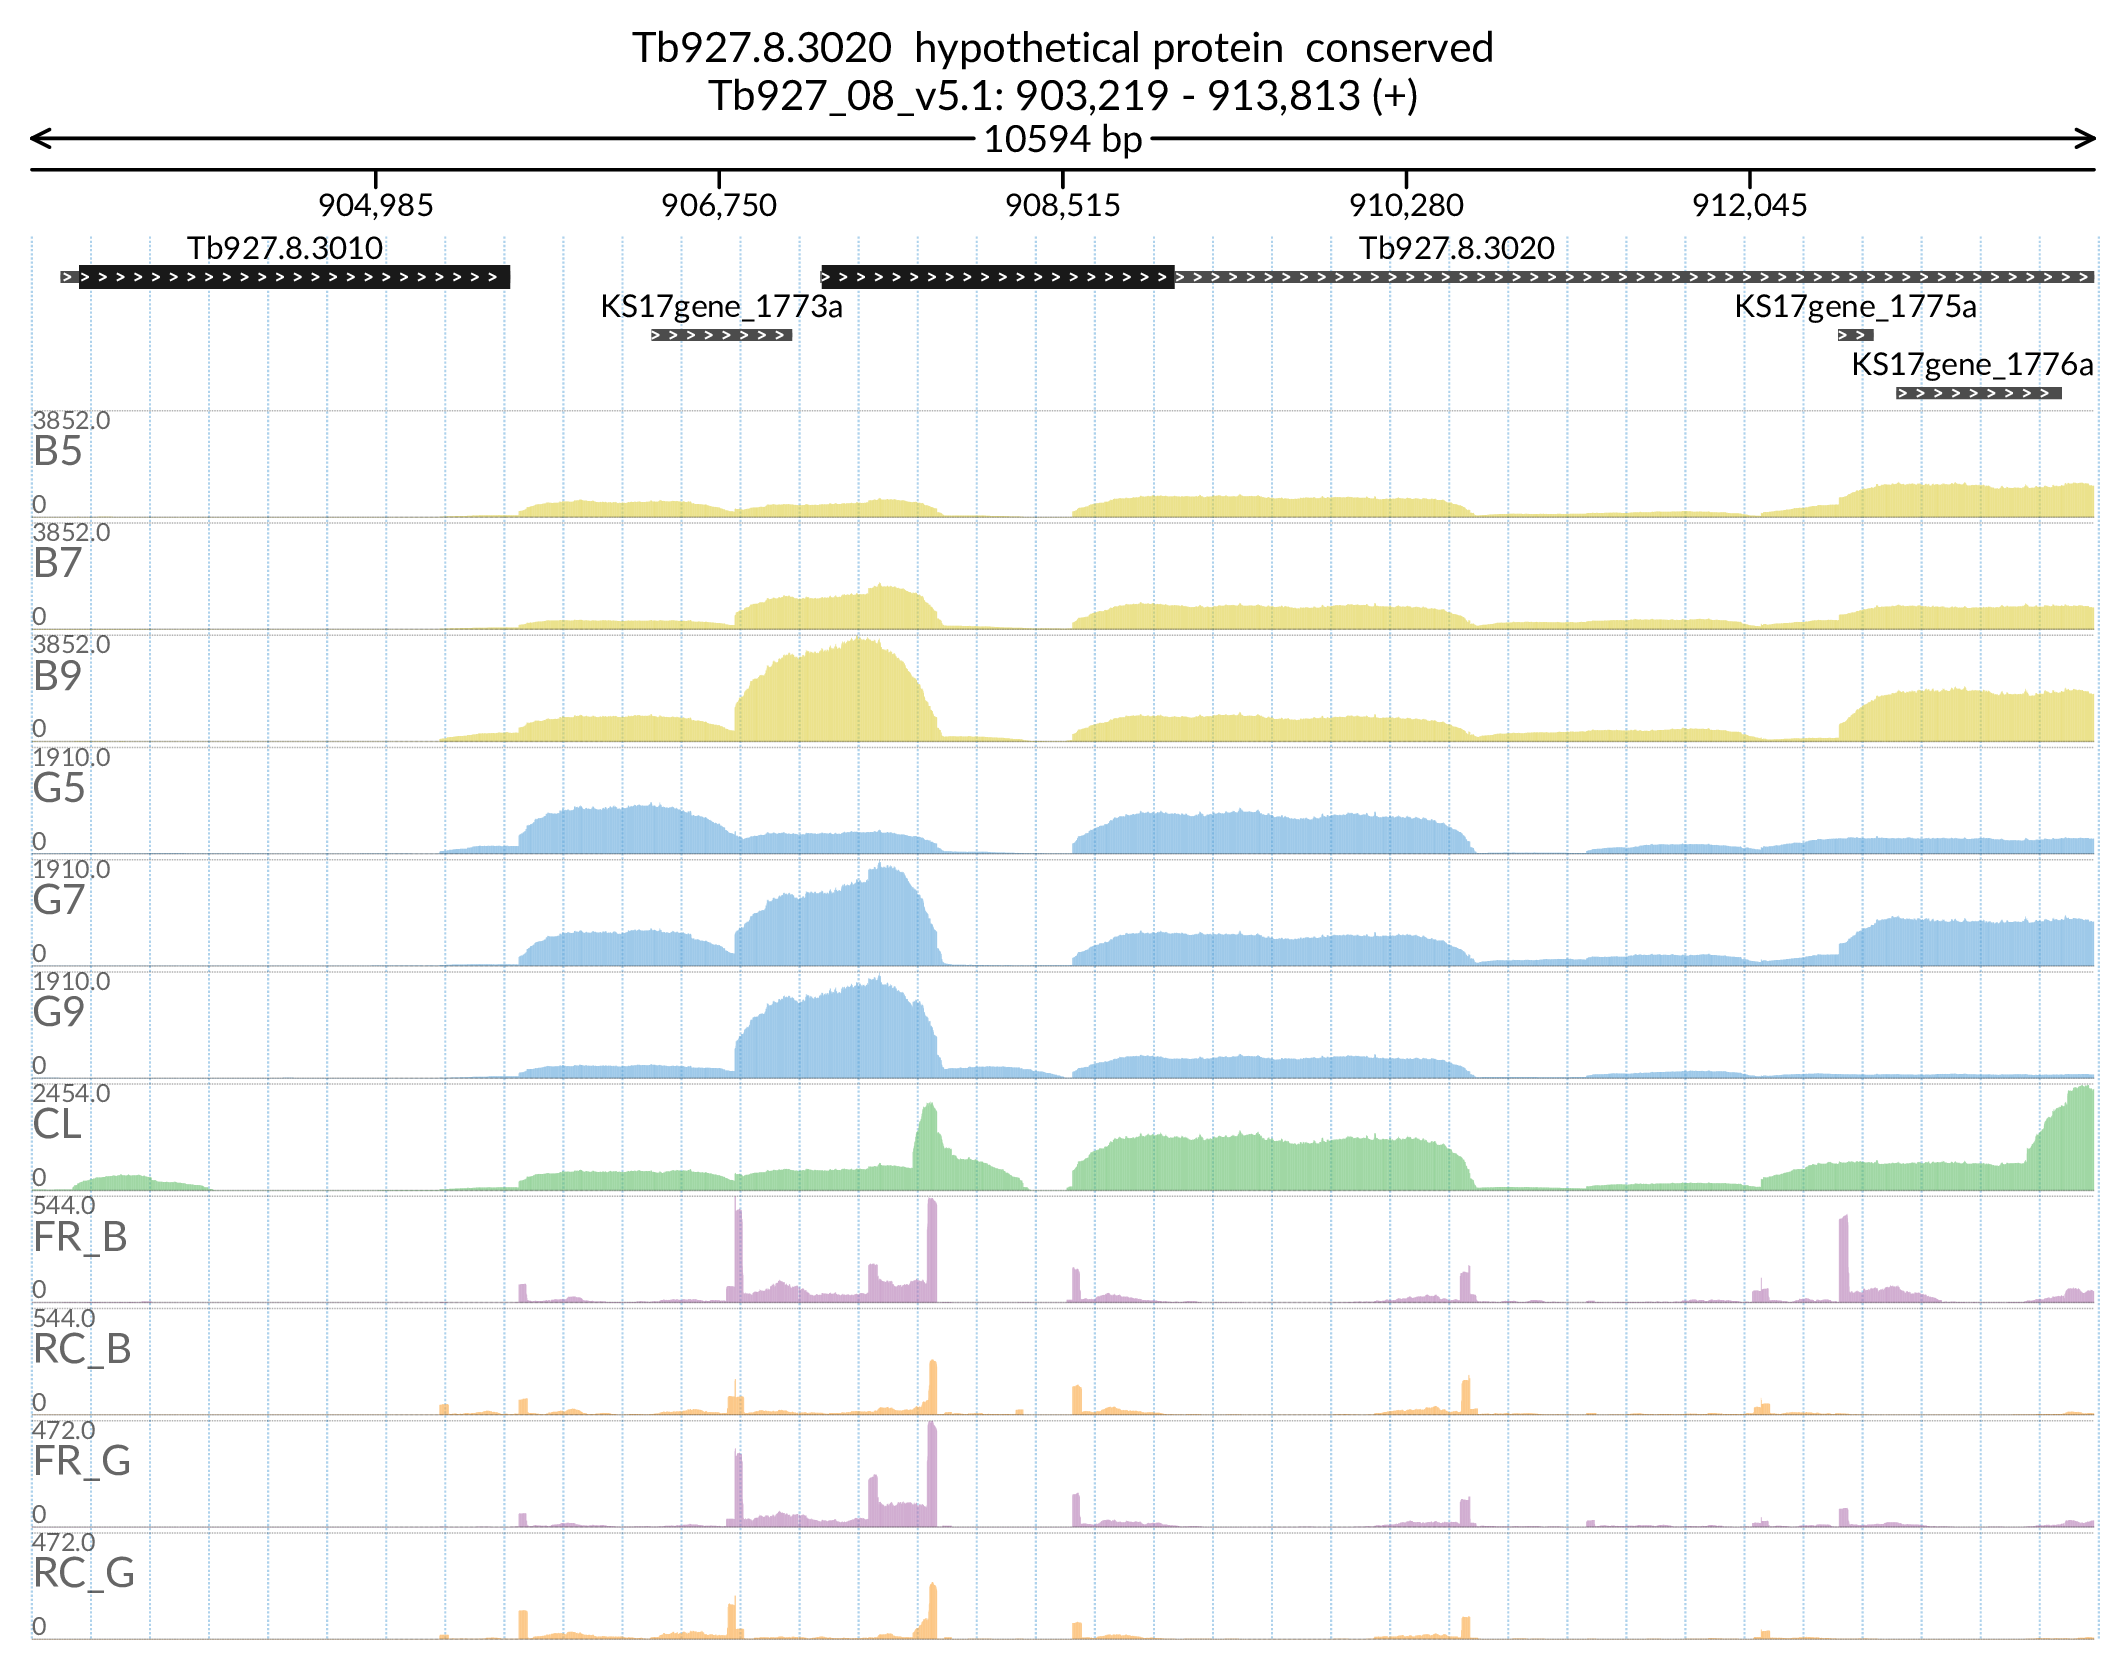 Tb927.8.3020 hypothetical protein conserved
Tb927_08_v5.1: 903,219 - 913,813 (+)
10594 bp
904,985 906,750 908,515 910,280 912,045
Tb927.8.3010 Tb927.8.3020
KS17gene_1773a KS17gene_1775a
KS17gene_1776a
3852.0
B5
0
3852.0
B7
0
3852.0
B9
0
1910.0
G5
0
1910.0
G7
0
1910.0
G9
0
2454.0
CL
0
544.0
FR_B
0
544.0
RC_B
0
472.0
FR_G
0
472.0
RC_G
0